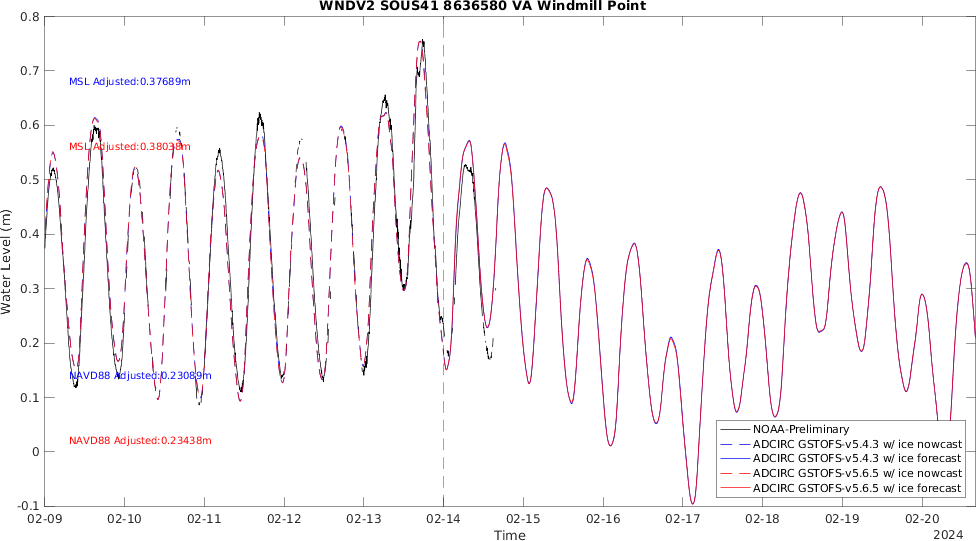 WNDV2 SOUS41 8636580 VA Windmill Point
0.8
0.7
0.6
0.5
0.4
0.3
0.2
0.1
0
-0.1
Water Level (m)
MSL Adjusted:0.37689m
MSL Adjusted:0.38038m
NAVD88 Adjusted:0.23089m
NAVD88 Adjusted:0.23438m
NOAA-Preliminary
ADCIRC GSTOFS-v5.4.3 w/ ice nowcast
ADCIRC GSTOFS-v5.4.3 w/ ice forecast
ADCIRC GSTOFS-v5.6.5 w/ ice nowcast
ADCIRC GSTOFS-v5.6.5 w/ ice forecast
02-09 02-10 02-11 02-12 02-13 02-14 02-15 02-16 02-17 02-18 02-19 02-20
Time
2024